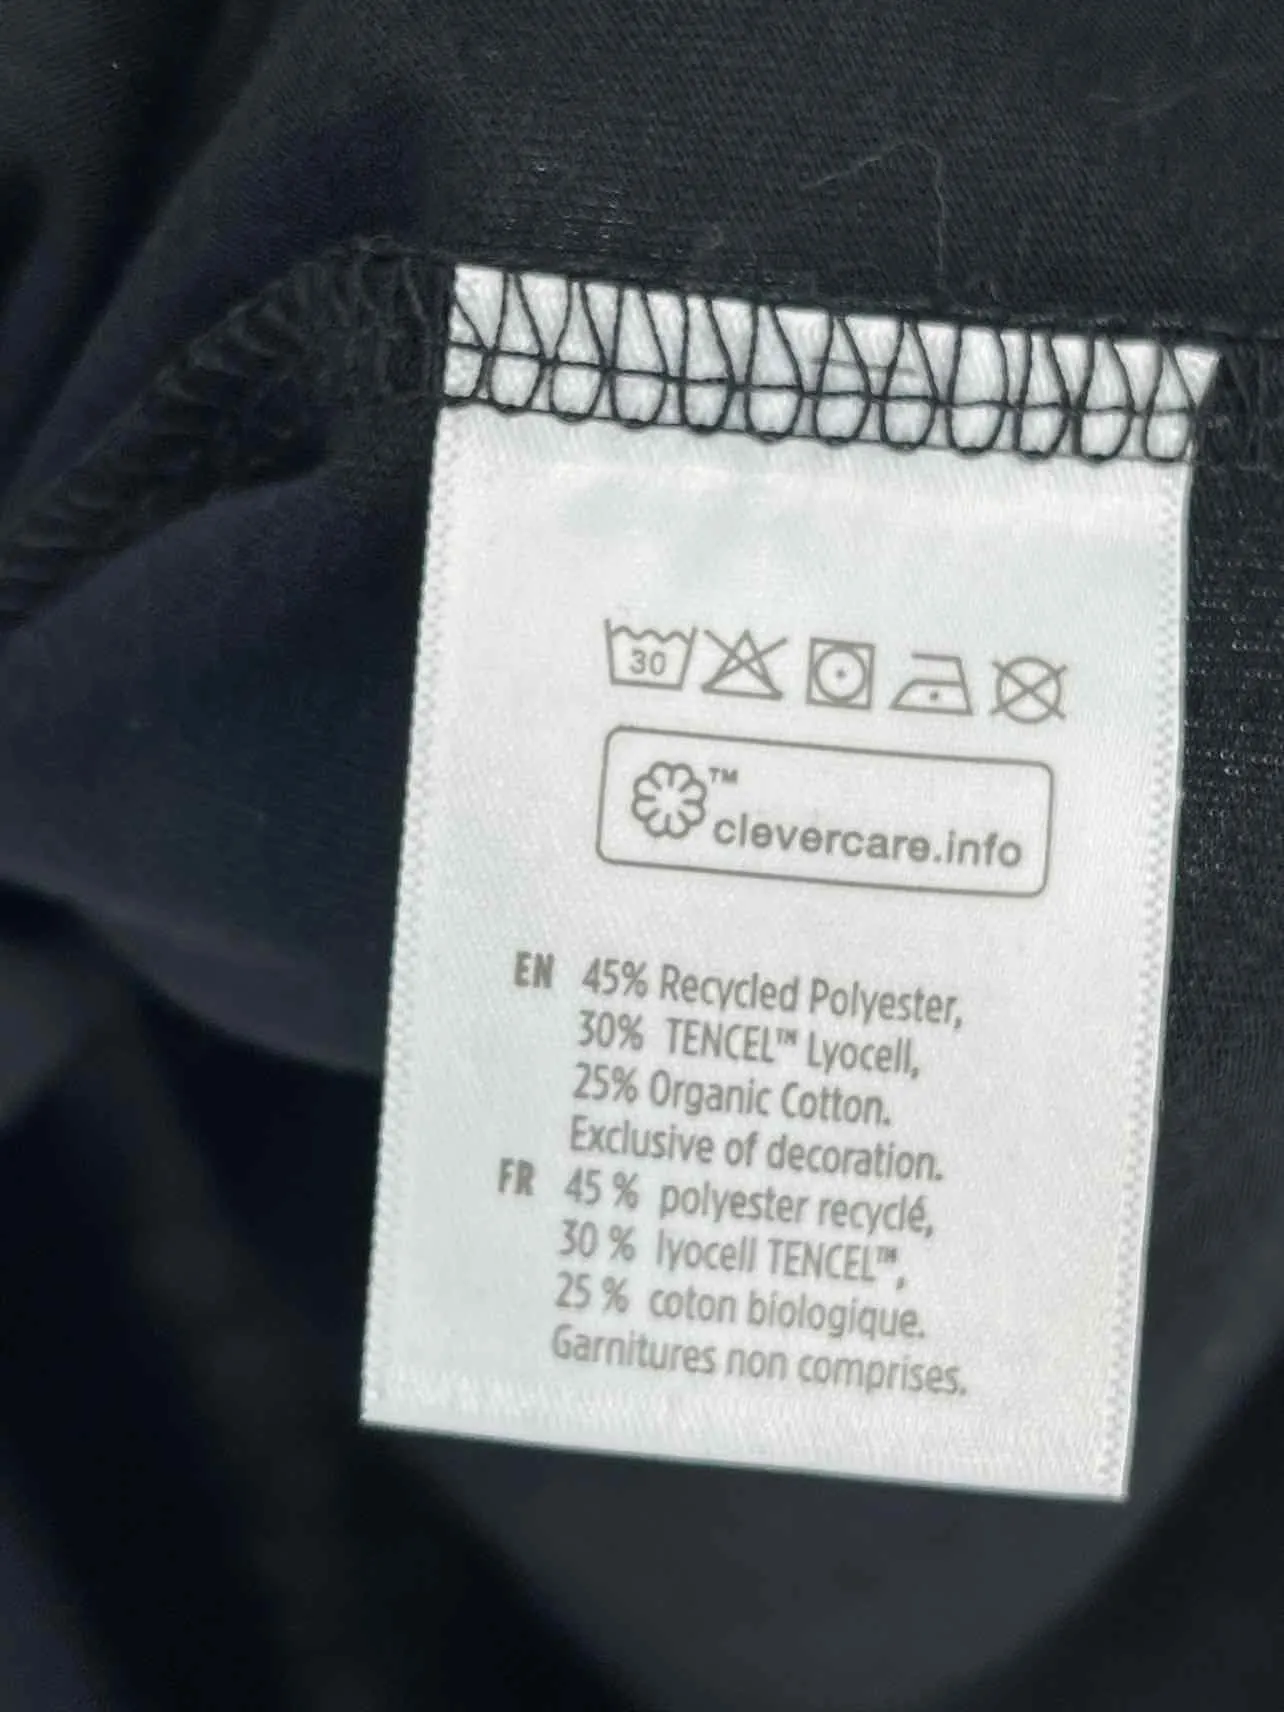 30
™
clevercare.info
EN 45% Recycled Polyester,
30% TENCEL™ Lyocell,
25% Organic Cotton.
Exclusive of decoration.
FR 45 % polyester recyclé,
30 % lyocell TENCEL™,
25 % coton biologique.
Garnitures non comprises.